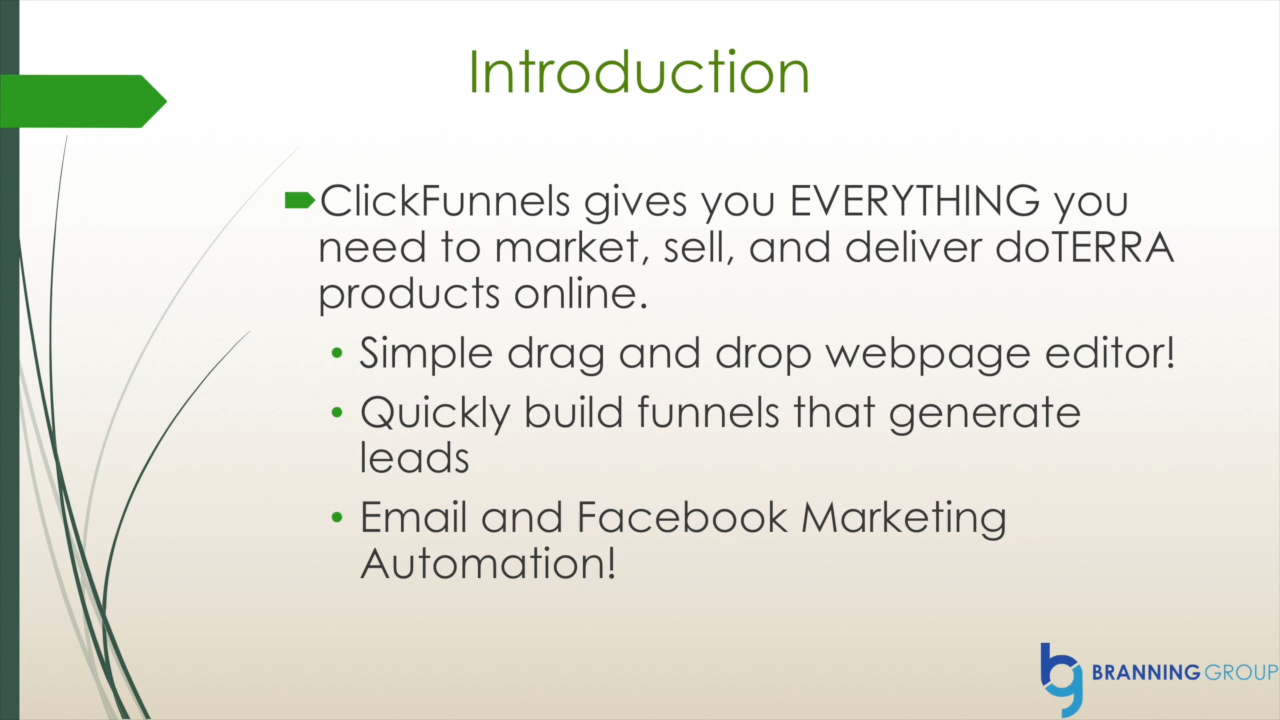 Introduction
ClickFunnels gives you EVERYTHING you
need to market, sell, and deliver doTERRA
products online.
• Simple drag and drop webpage editor!
• Quickly build funnels that generate
leads
• Email and Facebook Marketing
Automation!
bg BRANNING GROUP